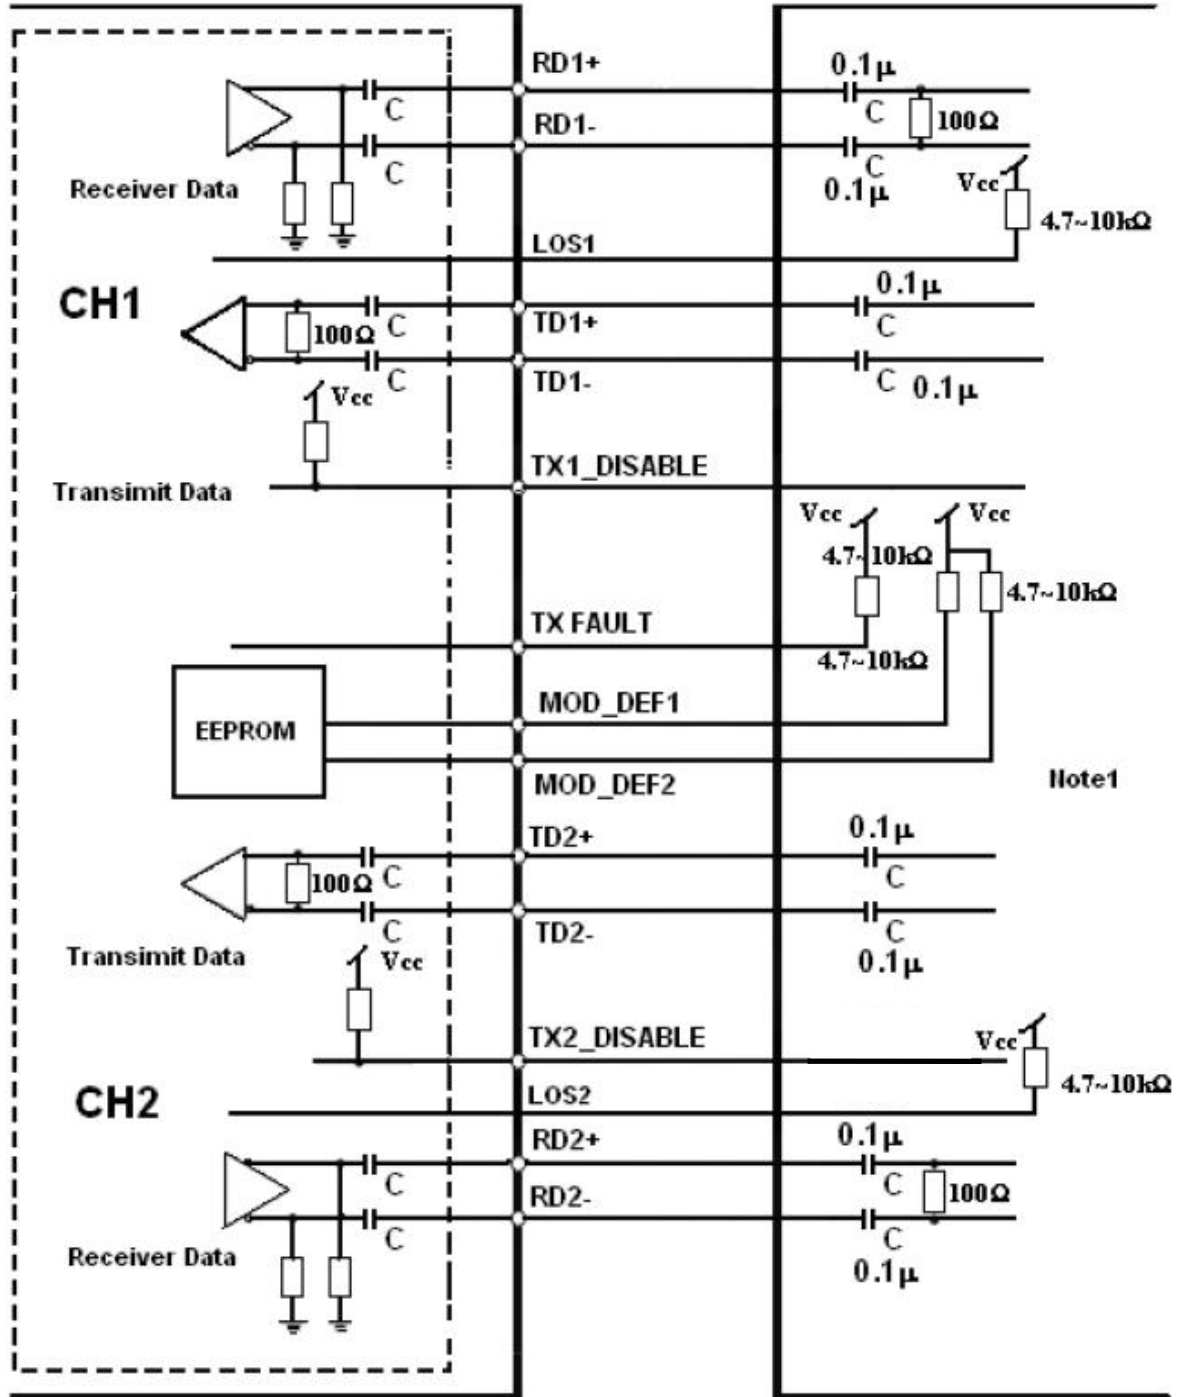 RD1+
0.1μ
C
C
100Ω
RD1-
C
C
0.1μ
Receiver Data
Vcc
4.7~10kΩ
LOS1
CH1
0.1μ
100Ω
C
TD1+
C
C
TD1-
C
0.1μ
Vcc
TX1_DISABLE
Transimit Data
Vcc
Vcc
4.7~10kΩ
4.7~10kΩ
TX FAULT
4.7~10kΩ
MOD_DEF1
EEPROM
MOD_DEF2
Note1
TD2+
0.1μ
100Ω
C
C
C
TD2-
C
Transimit Data
Vcc
0.1μ
TX2_DISABLE
Vcc
4.7~10kΩ
CH2
LOS2
RD2+
0.1μ
C
C
100Ω
RD2-
C
C
Receiver Data
0.1μ